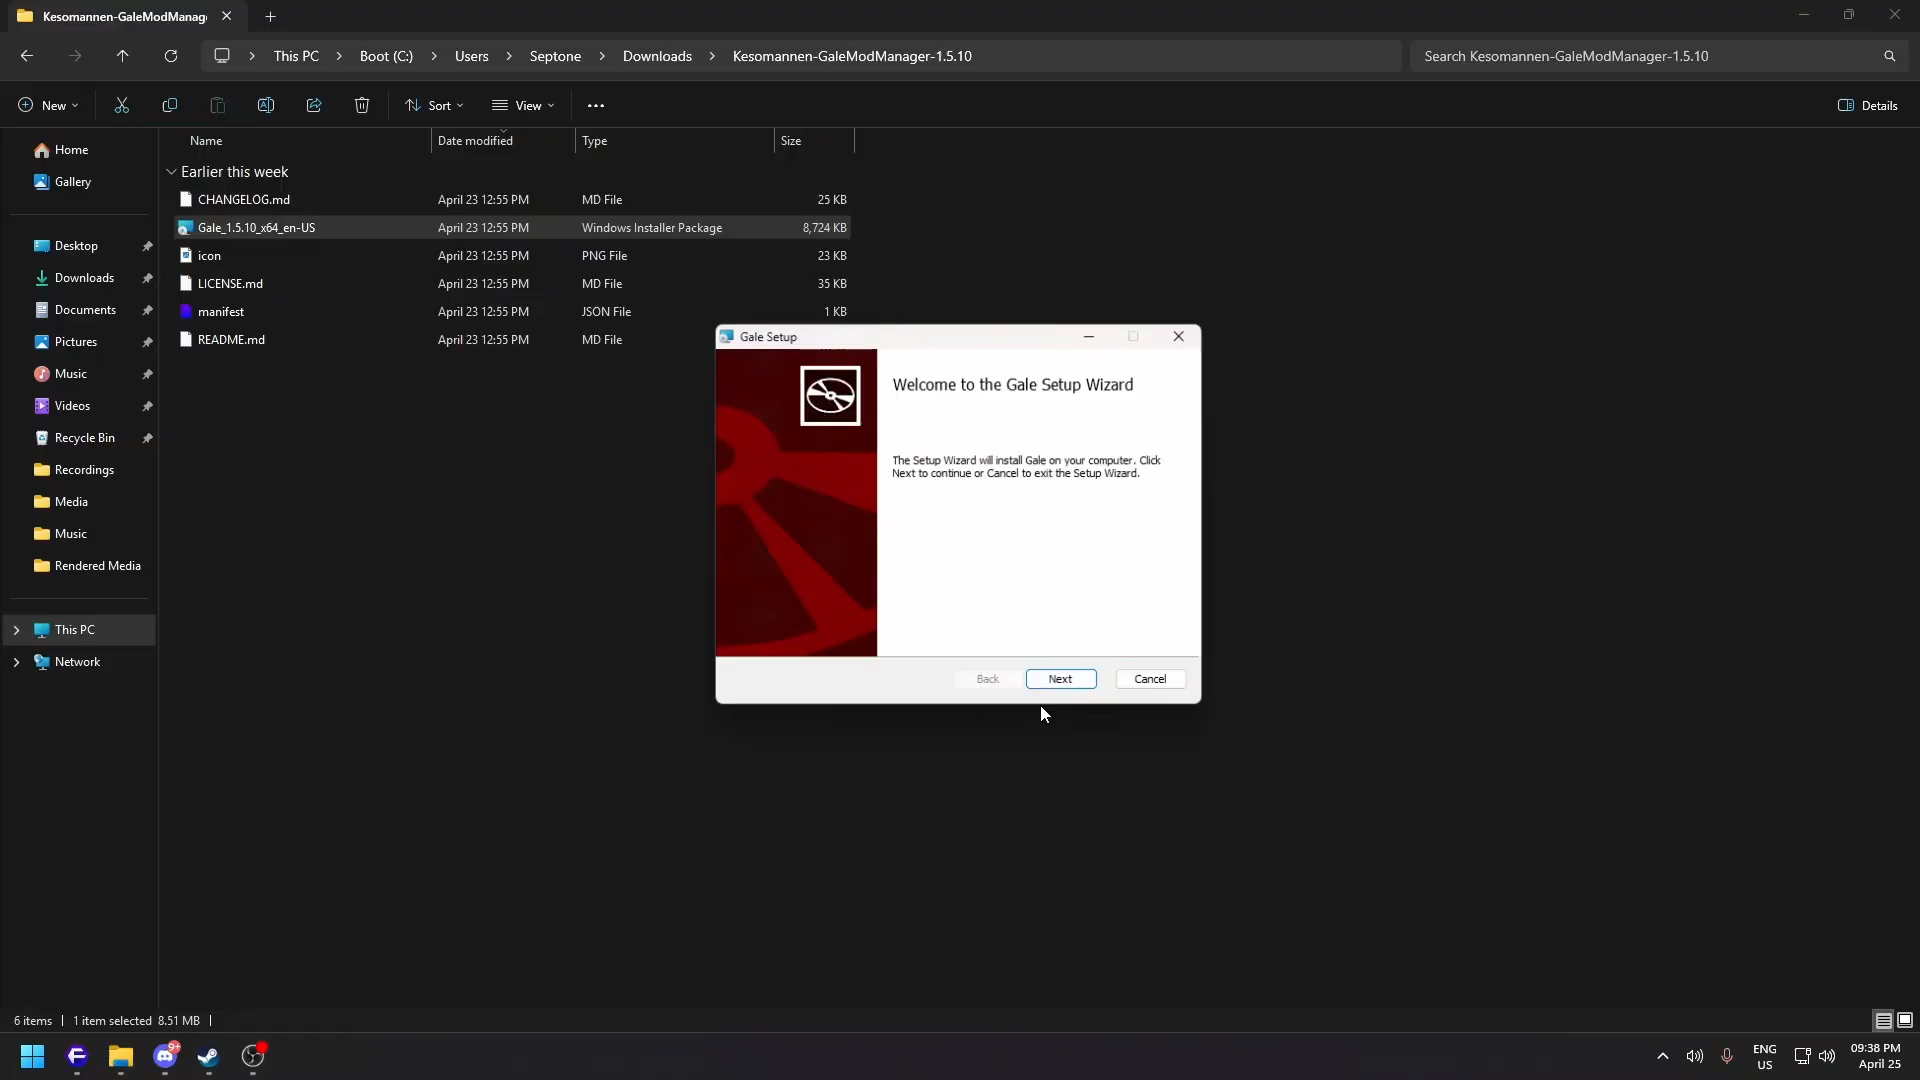 Kesomannen-GaleModManag
This PC > Boot (C:) > Users > Septone > Downloads > Kesomannen-GaleModManager-1.5.10
Search Kesomannen-GaleModManager-1.5.10
New
Sort
View
Details
Name
Date modified
Type
Size
Home
Gallery
Desktop
Downloads
Documents
Pictures
Music
Videos
Recycle Bin
Recordings
Media
Music
Rendered Media
This PC
Network
Earlier this week
CHANGELOG.md April 23 12:55 PM MD File 25 KB
Gale_1.5.10_x64_en-US April 23 12:55 PM Windows Installer Package 8,724 KB
icon April 23 12:55 PM PNG File 23 KB
LICENSE.md April 23 12:55 PM MD File 35 KB
manifest April 23 12:55 PM JSON File 1 KB
README.md April 23 12:55 PM MD File
Gale Setup
Welcome to the Gale Setup Wizard
The Setup Wizard will install Gale on your computer. Click
Next to continue or Cancel to exit the Setup Wizard.
Back
Next
Cancel
6 items | 1 item selected 8.51 MB |
9+
ENG
US
09:38 PM
April 25